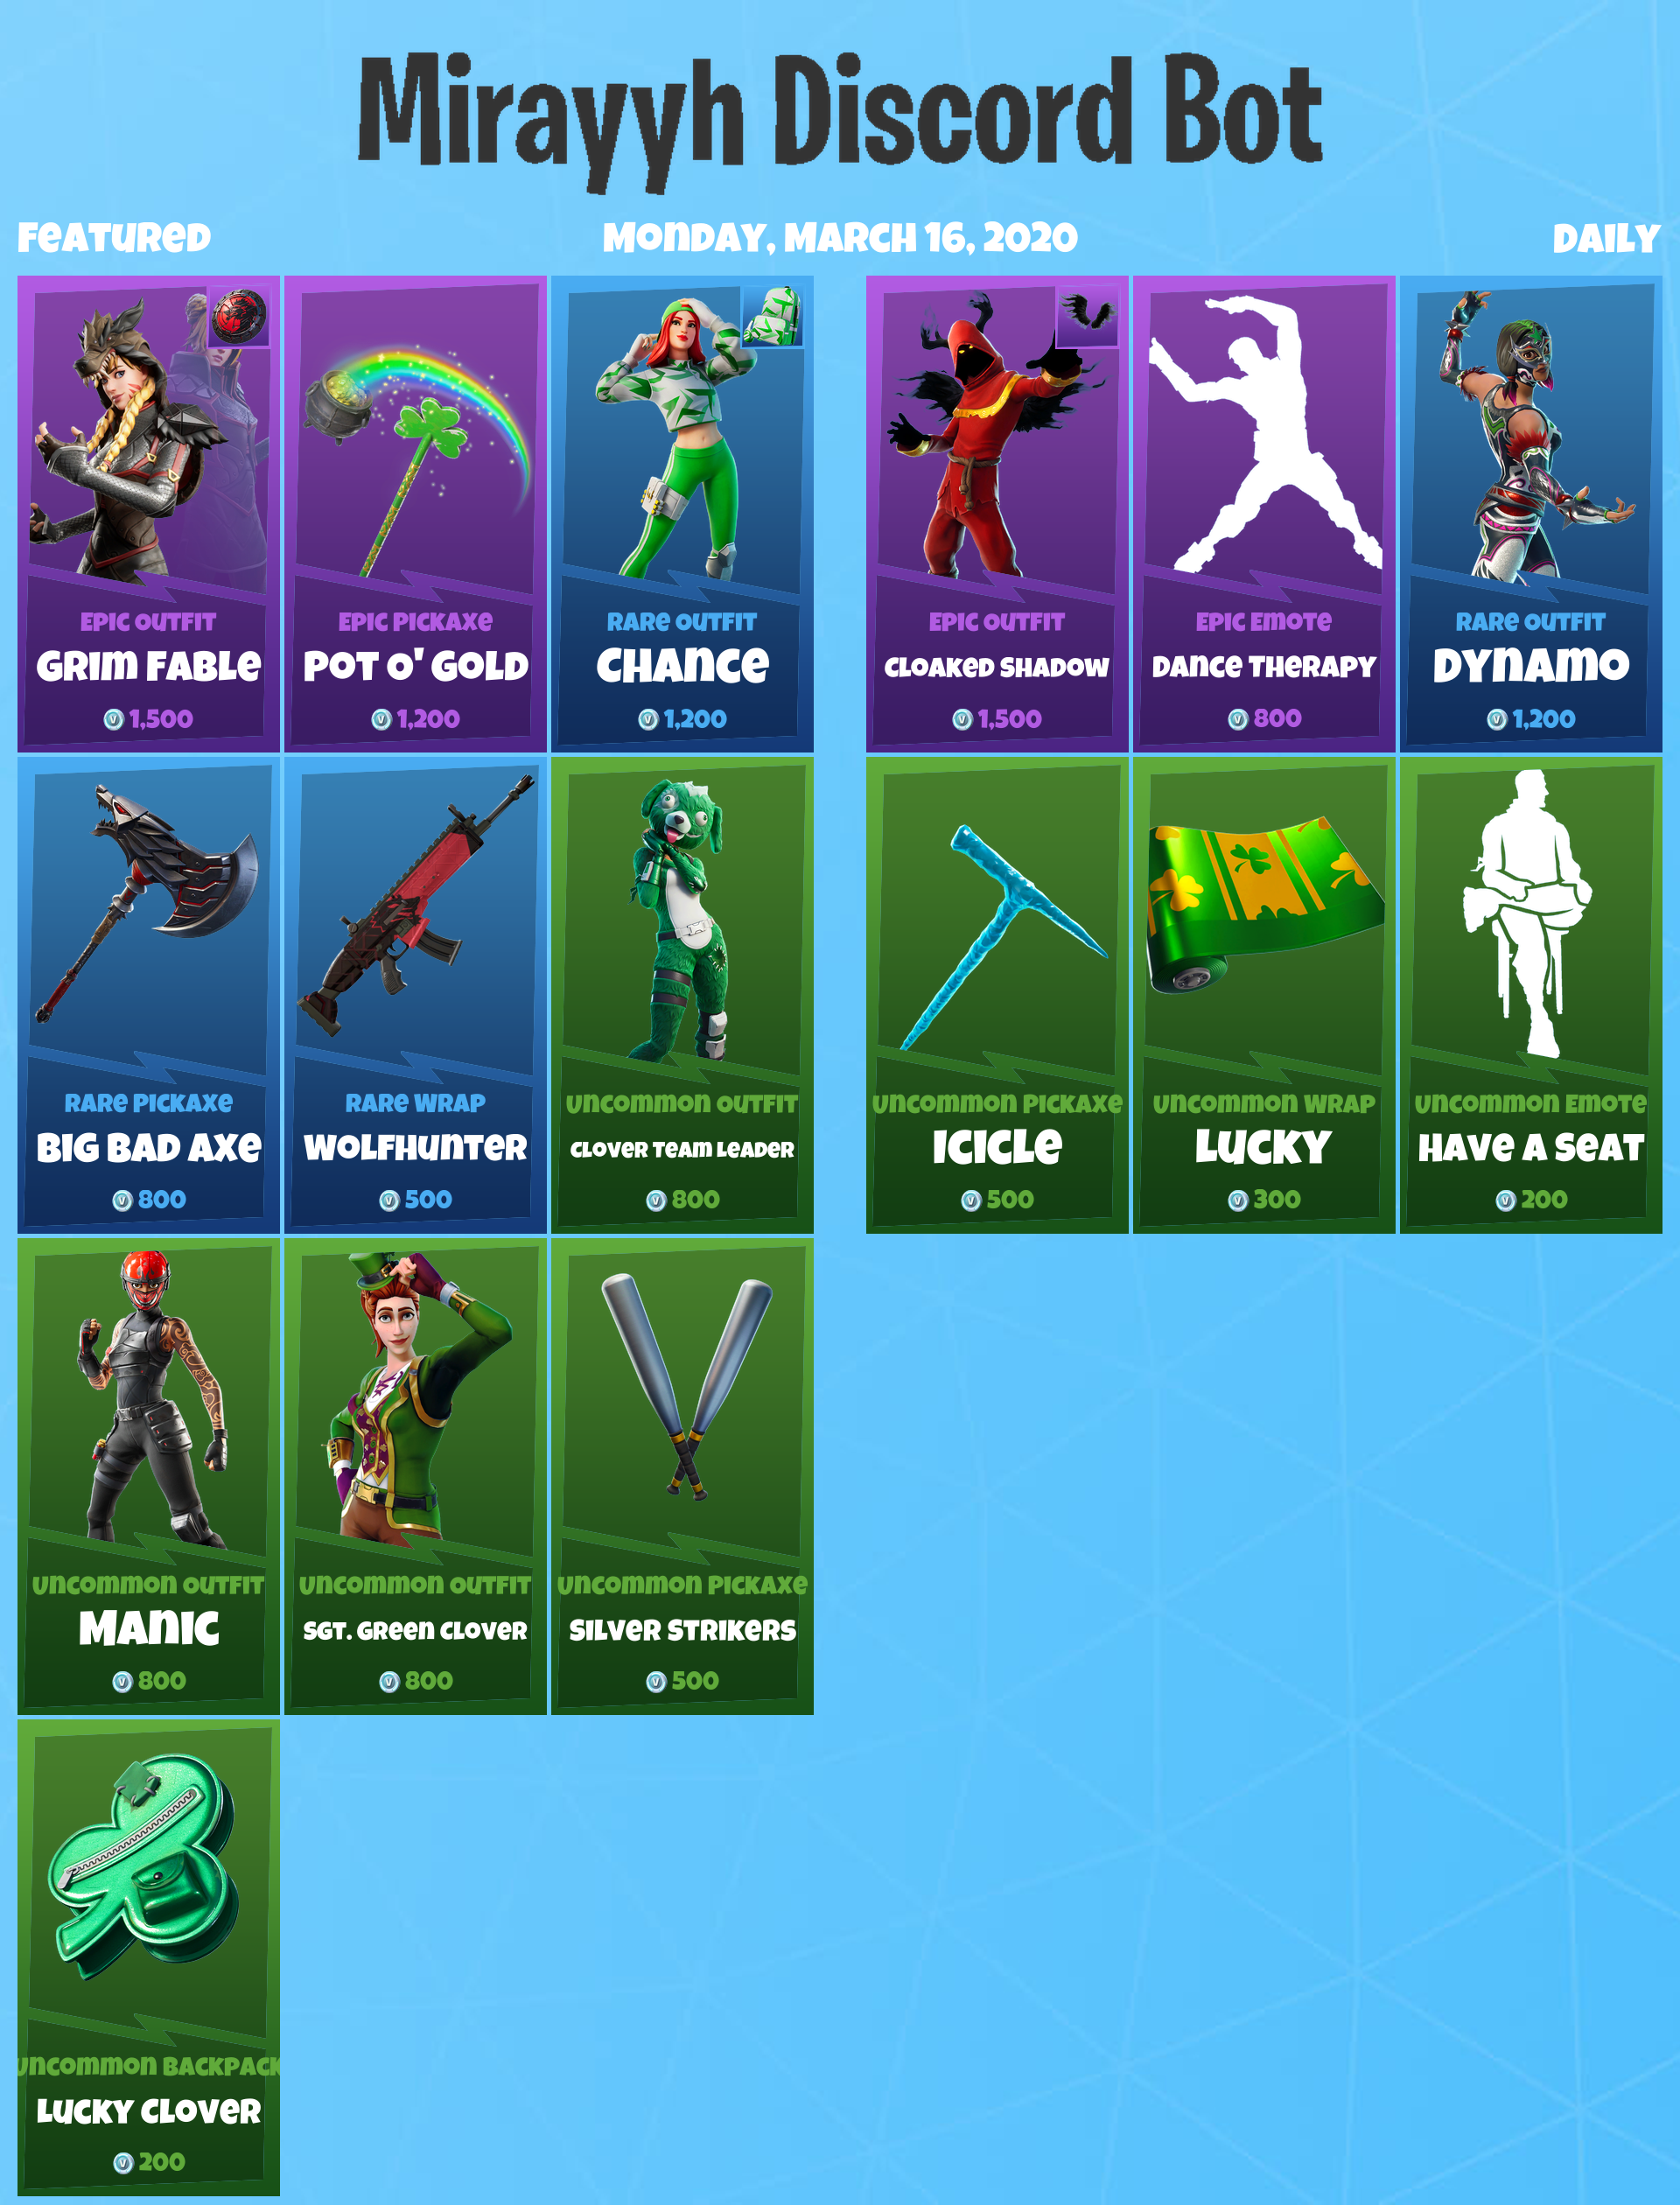 Mirayyh Discord Bot
Featured
Monday, March 16, 2020
Daily
Epic Outfit
Grim Fable
1,500
Epic Pickaxe
Pot o' Gold
1,200
Rare Outfit
Chance
1,200
Epic Outfit
Cloaked Shadow
1,500
Epic Emote
Dance Therapy
800
Rare Outfit
Dynamo
1,200
Rare Pickaxe
Big Bad Axe
800
Rare Wrap
Wolfhunter
500
Uncommon Outfit
Clover Team Leader
800
Uncommon Pickaxe
Icicle
500
Uncommon Wrap
Lucky
300
Uncommon Emote
Have a Seat
200
Uncommon Outfit
Manic
800
Uncommon Outfit
Sgt. Green Clover
800
Uncommon Pickaxe
Silver Strikers
500
Uncommon Backpack
Lucky Clover
200